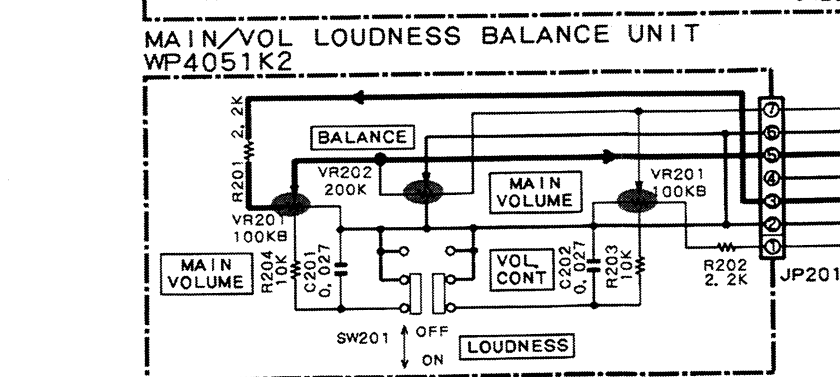 MAIN/VOL LOUDNESS BALANCE UNIT
WP4051K2
R201 2.2K
BALANCE
VR202
200K
MAIN
VOLUME
VR201
100KB
VR201
100KB
7
6
5
4
3
2
1
MAIN
VOLUME
R204
10K
C201
0.027
VOL.
CONT
C202
0.027
R203
10K
R202
2.2K
JP201
SW201
OFF
ON
LOUDNESS